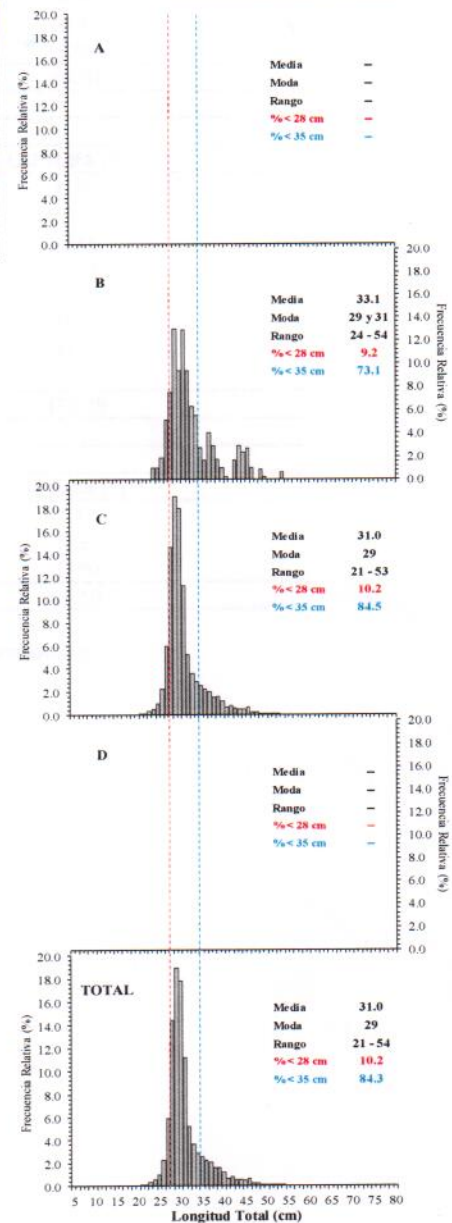 Frecuencia Relativa (%)
20.0
18.0
16.0
14.0
12.0
10.0
8.0
6.0
4.0
2.0
0.0
A
Media –
Moda –
Rango –
%< 28 cm –
%< 35 cm –
B
Media 33.1
Moda 29 y 31
Rango 24 - 54
%< 28 cm 9.2
%< 35 cm 73.1
20.0
18.0
16.0
14.0
12.0
10.0
8.0
6.0
4.0
2.0
0.0
Frecuencia Relativa (%)
Frecuencia Relativa (%)
20.0
18.0
16.0
14.0
12.0
10.0
8.0
6.0
4.0
2.0
0.0
C
Media 31.0
Moda 29
Rango 21 - 53
%< 28 cm 10.2
%< 35 cm 84.5
D
Media –
Moda –
Rango –
%< 28 cm –
%< 35 cm –
20.0
18.0
16.0
14.0
12.0
10.0
8.0
6.0
4.0
2.0
0.0
Frecuencia Relativa (%)
Frecuencia Relativa (%)
20.0
18.0
16.0
14.0
12.0
10.0
8.0
6.0
4.0
2.0
0.0
TOTAL
Media 31.0
Moda 29
Rango 21 - 54
%< 28 cm 10.2
%< 35 cm 84.3
5 10 15 20 25 30 35 40 45 50 55 60 65 70 75 80
Longitud Total (cm)